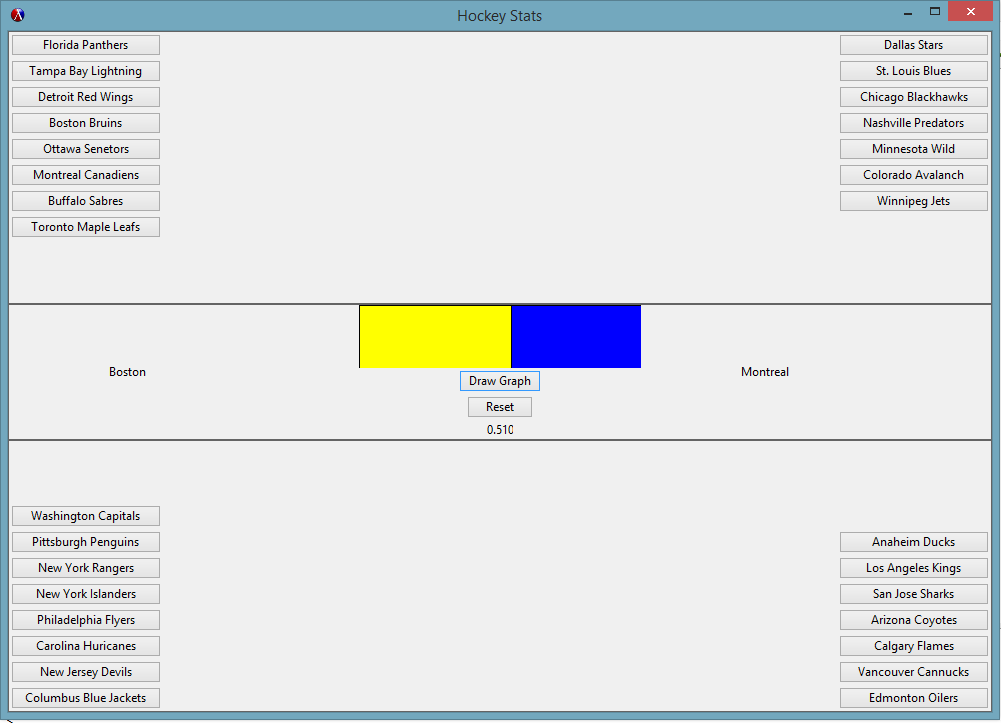 Hockey Stats
Florida Panthers
Tampa Bay Lightning
Detroit Red Wings
Boston Bruins
Ottawa Senetors
Montreal Canadiens
Buffalo Sabres
Toronto Maple Leafs
Dallas Stars
St. Louis Blues
Chicago Blackhawks
Nashville Predators
Minnesota Wild
Colorado Avalanch
Winnipeg Jets
Boston
Draw Graph
Reset
0.510
Montreal
Washington Capitals
Pittsburgh Penguins
New York Rangers
New York Islanders
Philadelphia Flyers
Carolina Huricanes
New Jersey Devils
Columbus Blue Jackets
Anaheim Ducks
Los Angeles Kings
San Jose Sharks
Arizona Coyotes
Calgary Flames
Vancouver Cannucks
Edmonton Oilers